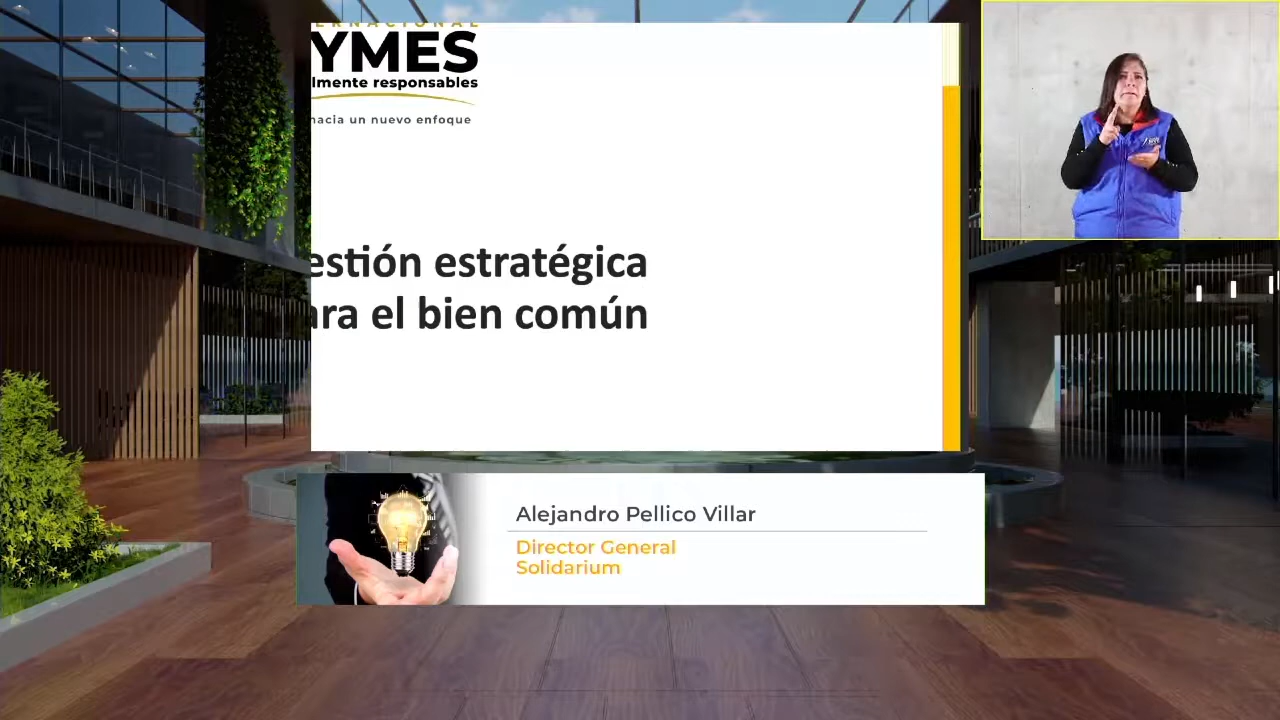 ERNACIONAL
YMES
lmente responsables
hacia un nuevo enfoque
estión estratégica
ara el bien común
Alejandro Pellico Villar
Director General
Solidarium